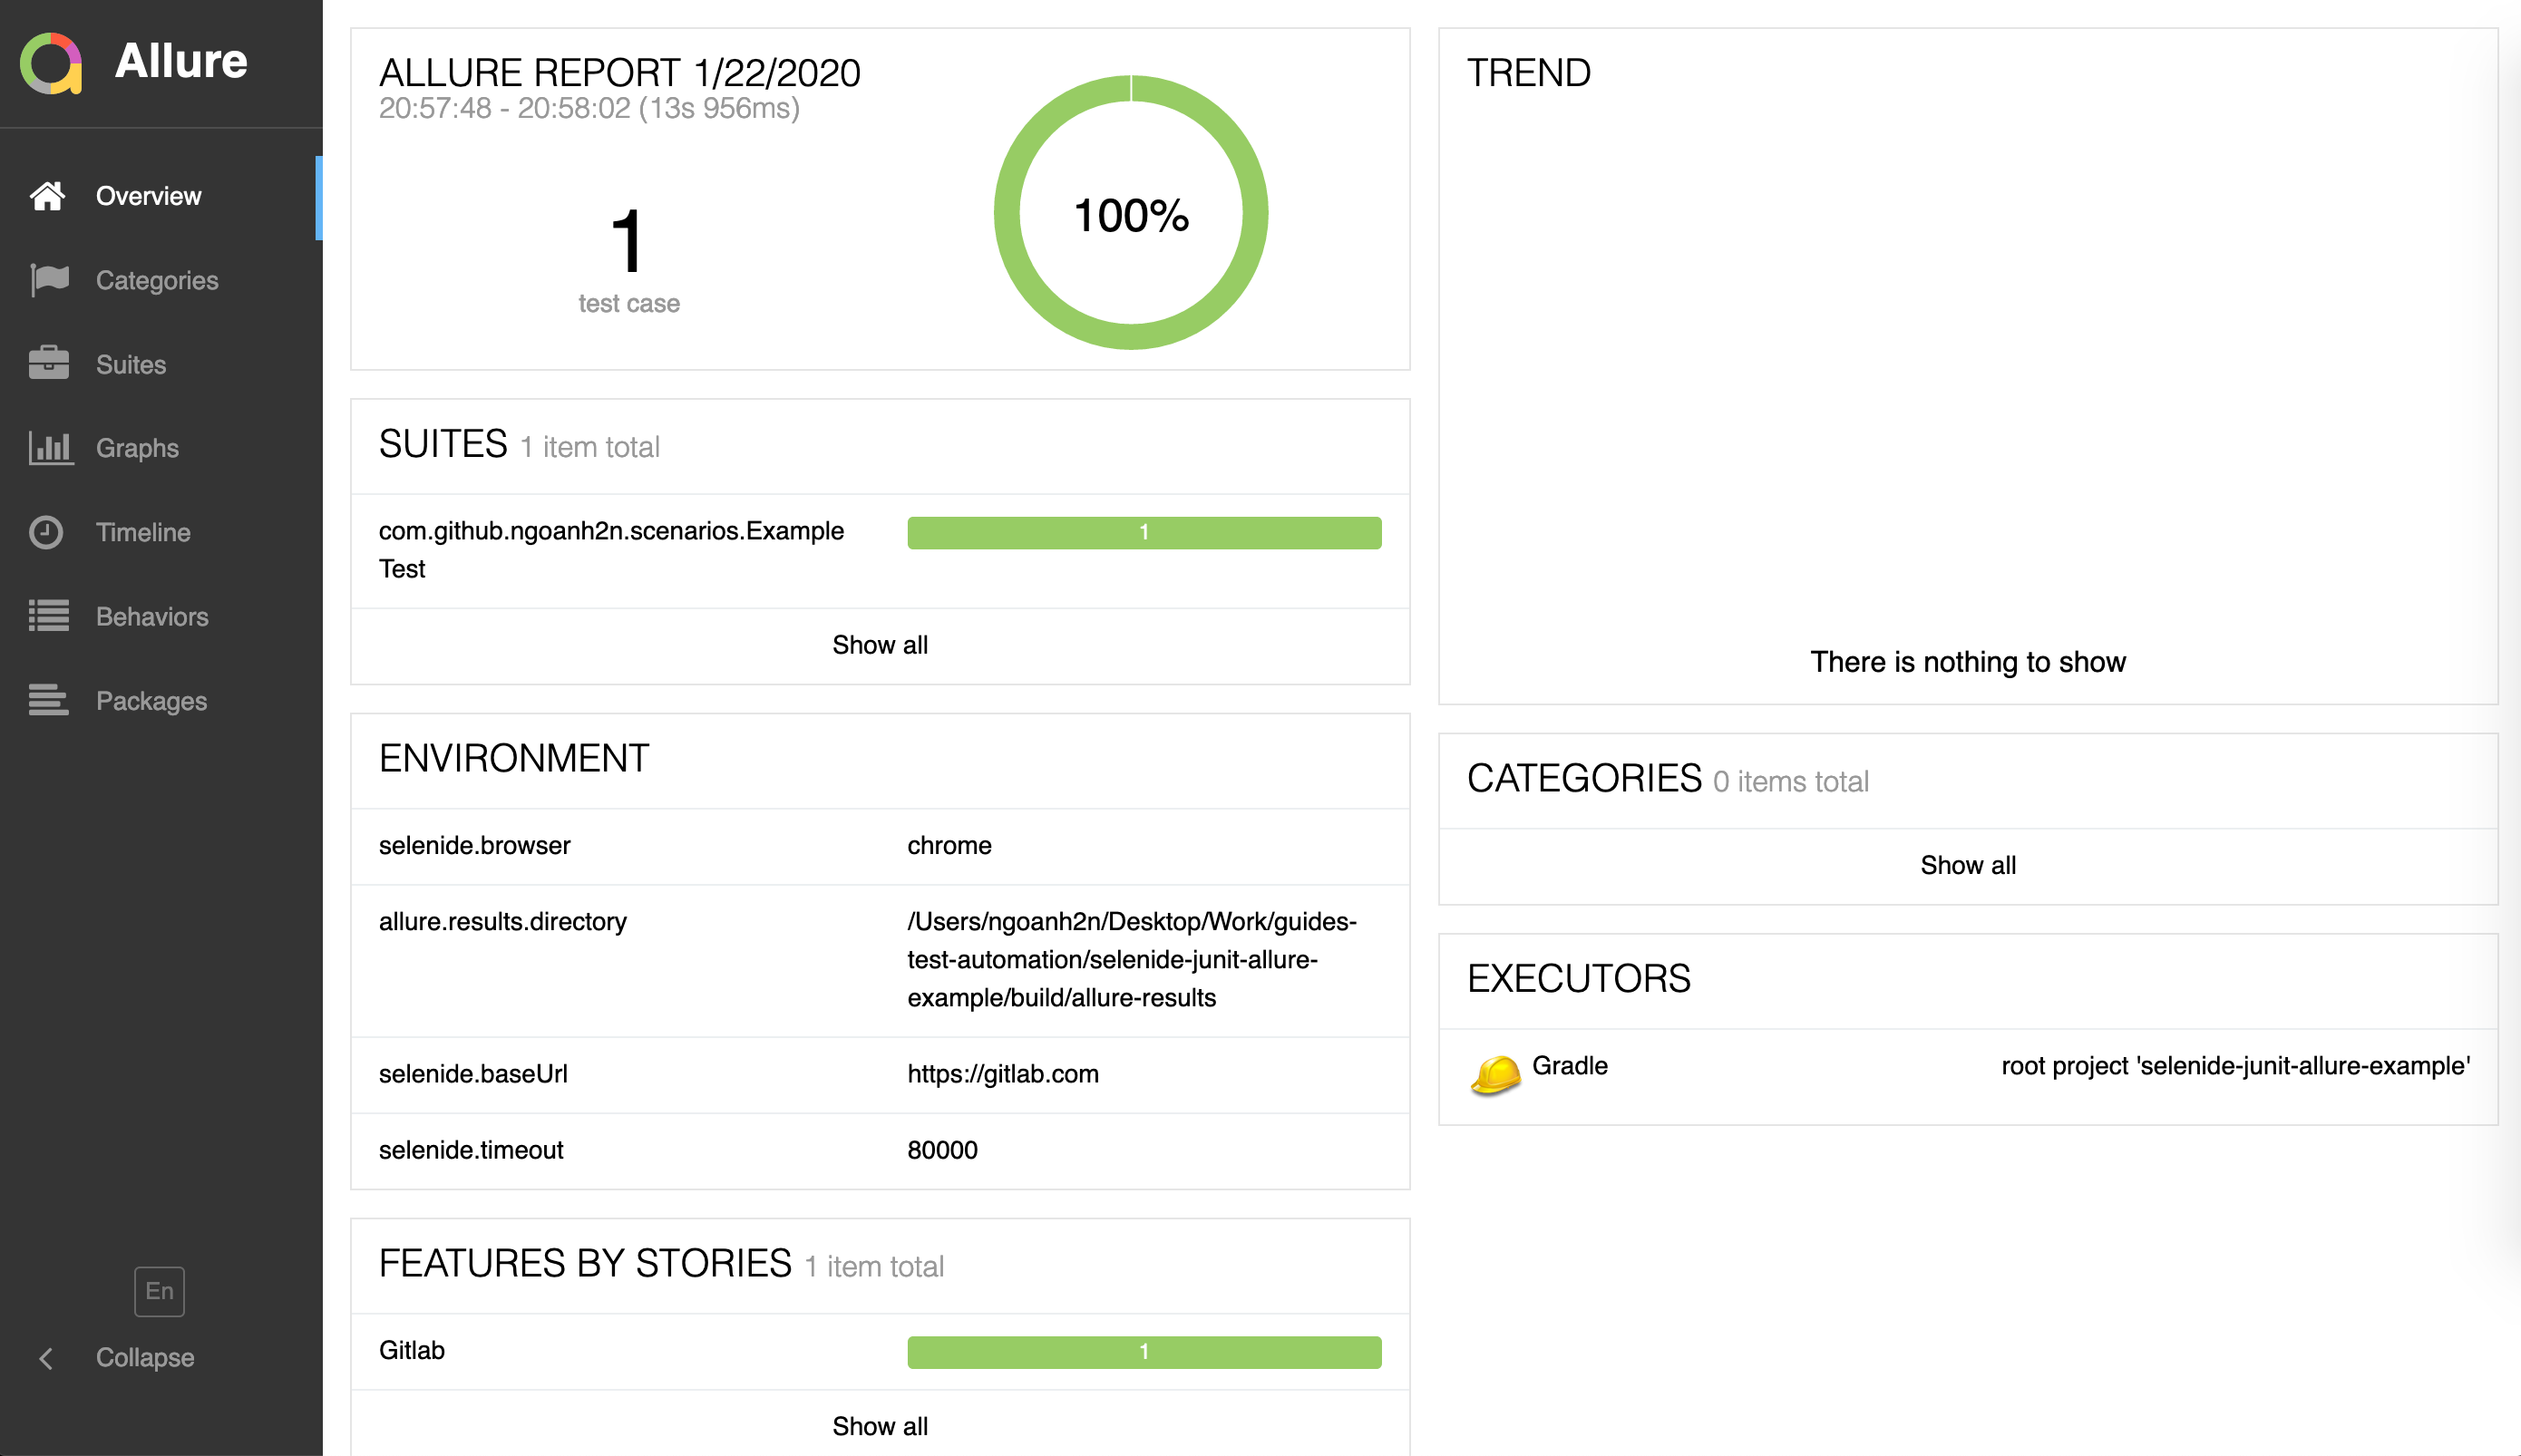 Allure
Overview
Categories
Suites
Graphs
Timeline
Behaviors
Packages
En
Collapse
ALLURE REPORT 1/22/2020
20:57:48 - 20:58:02 (13s 956ms)
1
test case
100%
SUITES 1 item total
com.github.ngoanh2n.scenarios.Example
Test
1
Show all
ENVIRONMENT
selenide.browser chrome
allure.results.directory /Users/ngoanh2n/Desktop/Work/guides-
test-automation/selenide-junit-allure-
example/build/allure-results
selenide.baseUrl https://gitlab.com
selenide.timeout 80000
FEATURES BY STORIES 1 item total
Gitlab 1
Show all
TREND
There is nothing to show
CATEGORIES 0 items total
Show all
EXECUTORS
Gradle root project 'selenide-junit-allure-example'